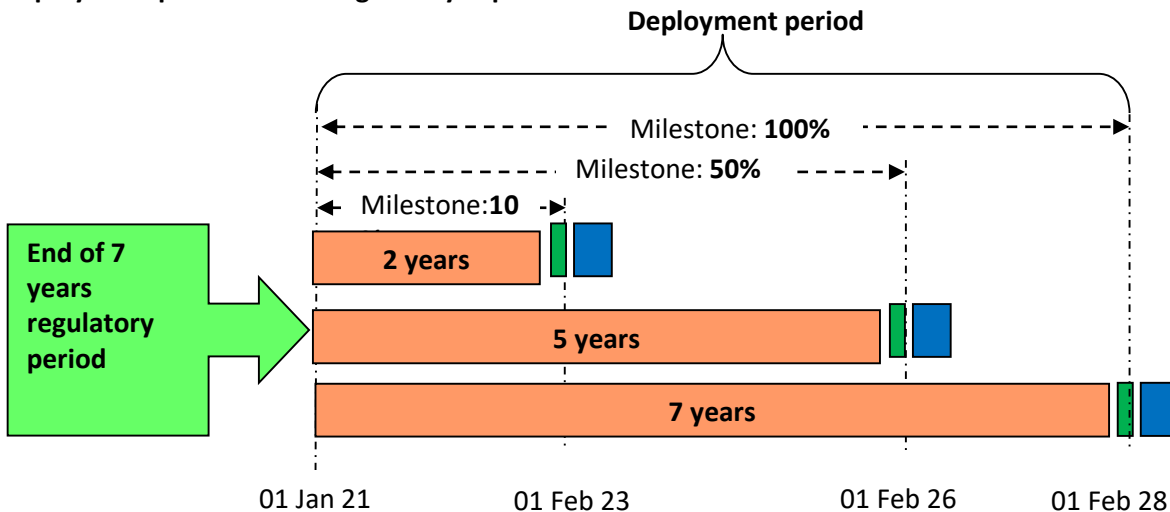 Deployment period
Milestone: 100%
Milestone: 50%
Milestone:10
End of 7
years
regulatory
period
2 years
5 years
7 years
01 Jan 21
01 Feb 23
01 Feb 26
01 Feb 28